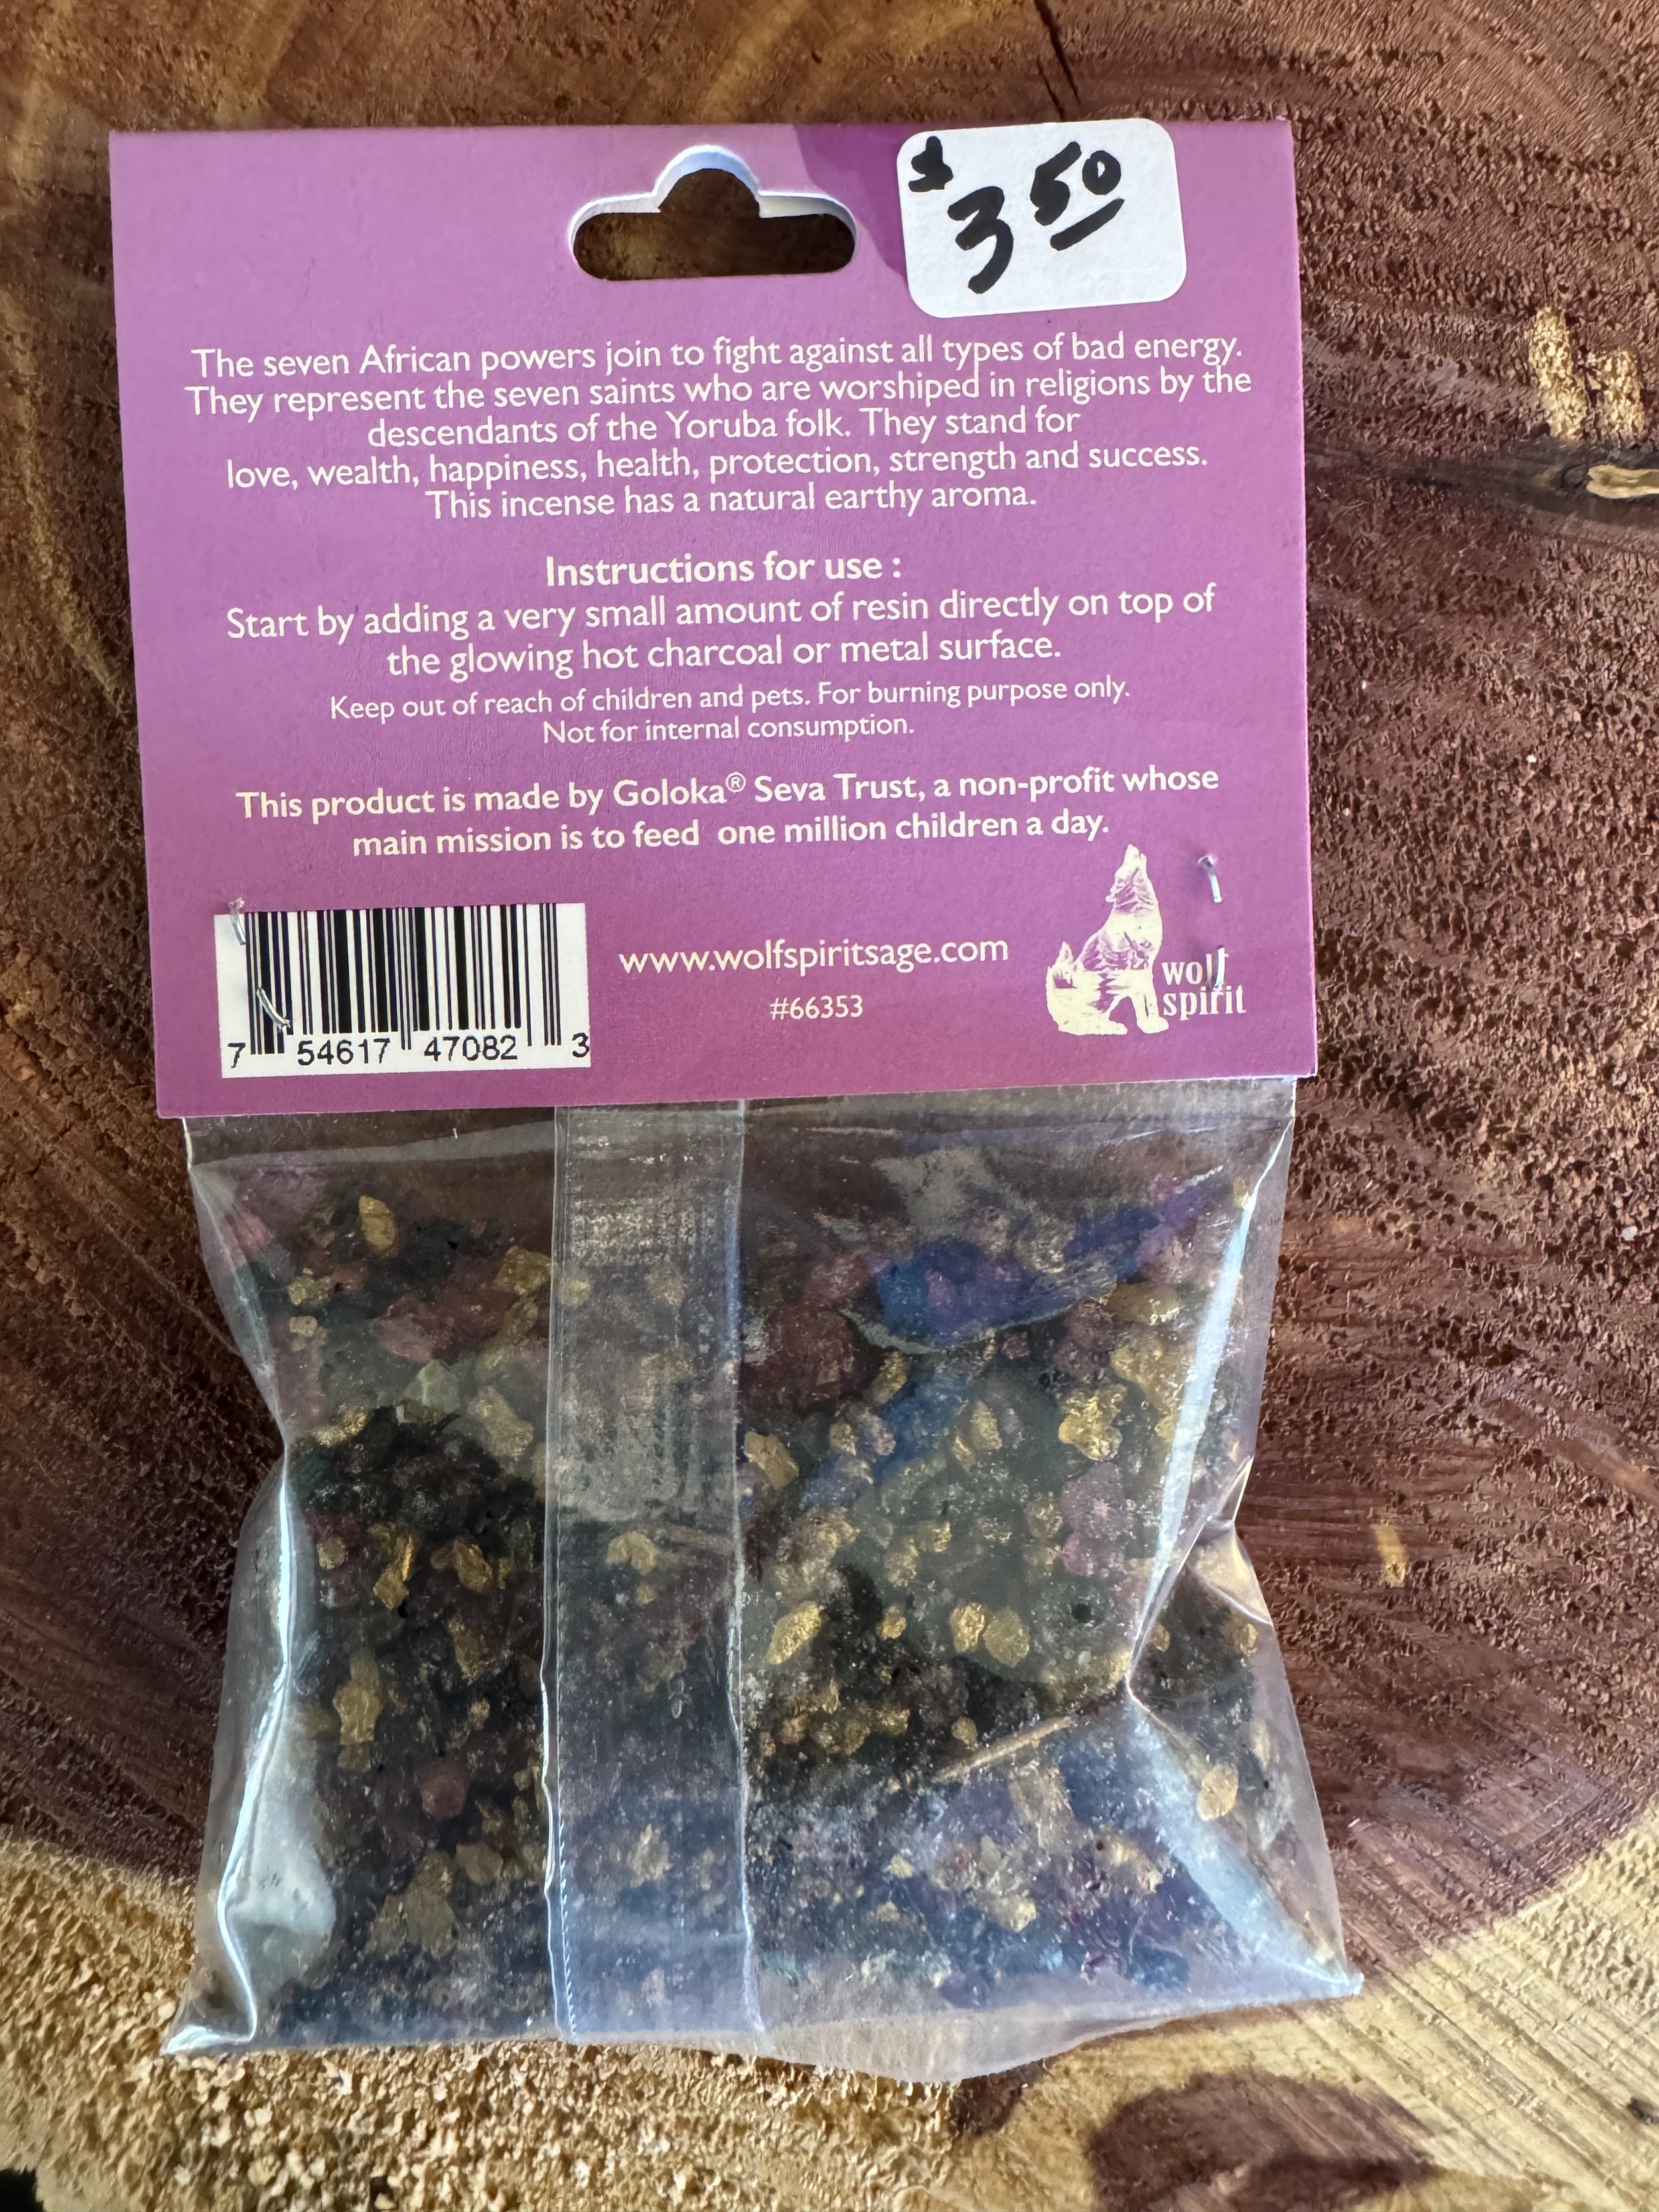 $3 50
The seven African powers join to fight against all types of bad energy.
They represent the seven saints who are worshiped in religions by the
descendants of the Yoruba folk. They stand for
love, wealth, happiness, health, protection, strength and success.
This incense has a natural earthy aroma.
Instructions for use :
Start by adding a very small amount of resin directly on top of
the glowing hot charcoal or metal surface.
Keep out of reach of children and pets. For burning purpose only.
Not for internal consumption.
This product is made by Goloka® Seva Trust, a non-profit whose
main mission is to feed one million children a day.
www.wolfspiritsage.com
#66353
wolf
spirit
7 54617 47082 3